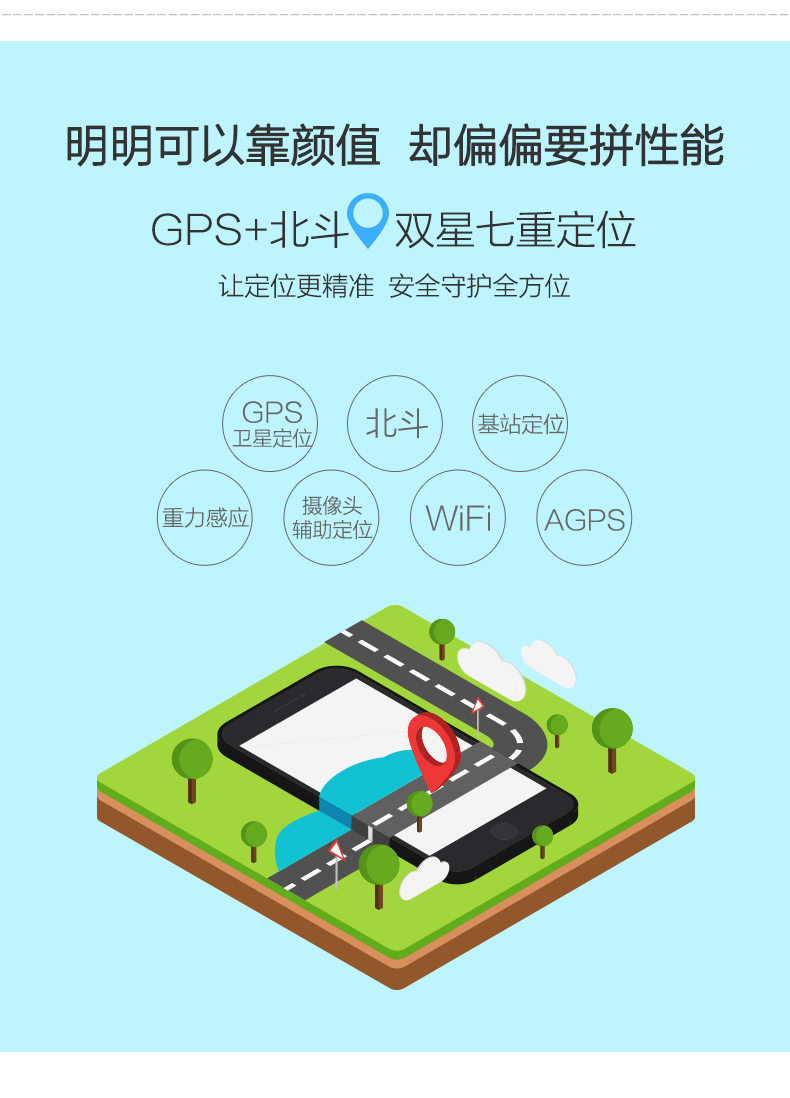 明明可以靠颜值 却偏偏要拼性能
GPS+北斗 双星七重定位
让定位更精准 安全守护全方位
GPS
卫星定位
北斗
基站定位
重力感应
摄像头
辅助定位
WiFi
AGPS